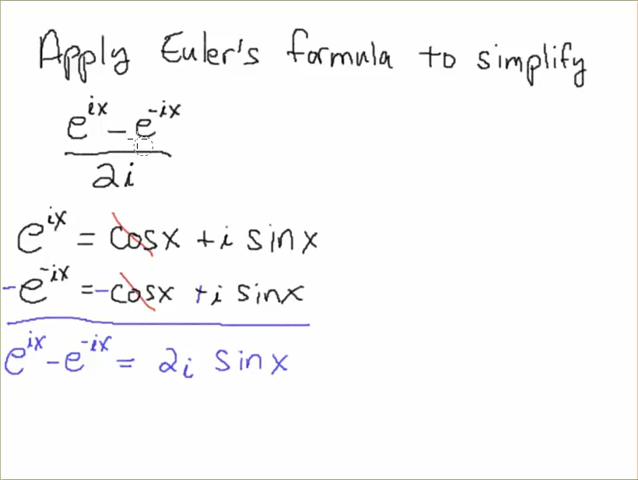 Apply Euler's formula to simplify
e^{ix} - e^{-ix}
2i
e^{ix} = cosx + i sinx
-e^{-ix} = -cosx + i sinx
e^{ix} - e^{-ix} = 2i sinx